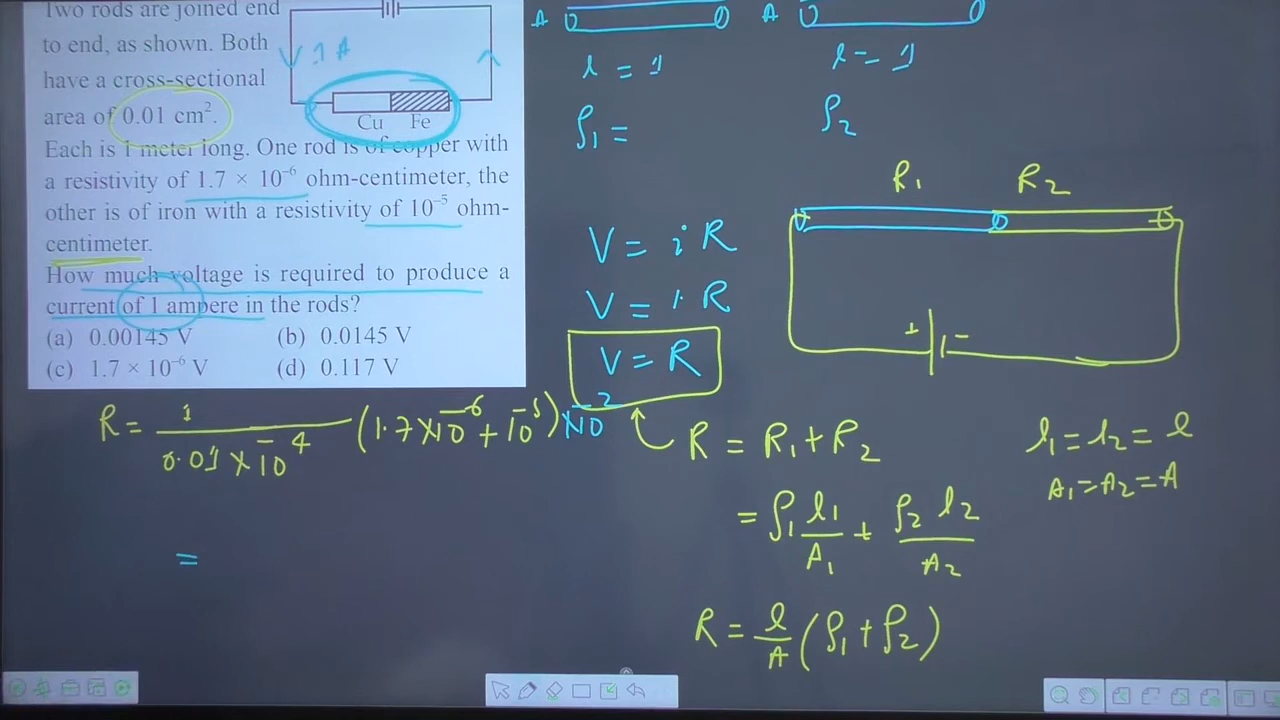 Two rods are joined end
to end, as shown. Both
have a cross-sectional
area of 0.01 cm².
Cu Fe
1 A
Each is 1 meter long. One rod is of copper with
a resistivity of 1.7 × 10⁻⁶ ohm-centimeter, the
other is of iron with a resistivity of 10⁻⁵ ohm-
centimeter.
How much voltage is required to produce a
current of 1 ampere in the rods?
(a) 0.00145 V (b) 0.0145 V
(c) 1.7 × 10⁻⁶ V (d) 0.117 V
A A
l = 1 l = 1
ρ₁ = ρ₂
R₁ R₂
V = i R
V = 1. R
V = R
+ −
R = 1 / 0.01 × 10⁻⁴ (1.7 × 10⁻⁶ + 10⁻⁵) × 10⁻²
=
R = R₁ + R₂
= ρ₁ l₁ / A₁ + ρ₂ l₂ / A₂
R = l / A (ρ₁ + ρ₂)
l₁ = l₂ = l
A₁ = A₂ = A